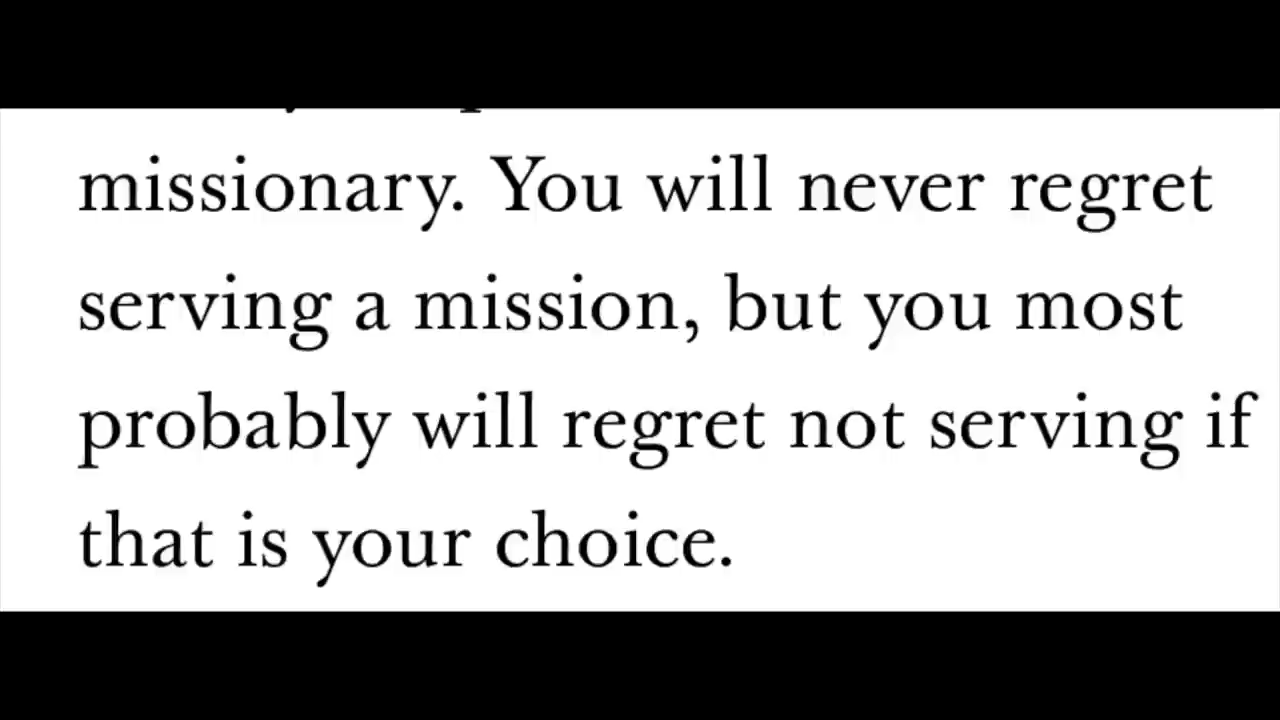 missionary. You will never regret
serving a mission, but you most
probably will regret not serving if
that is your choice.